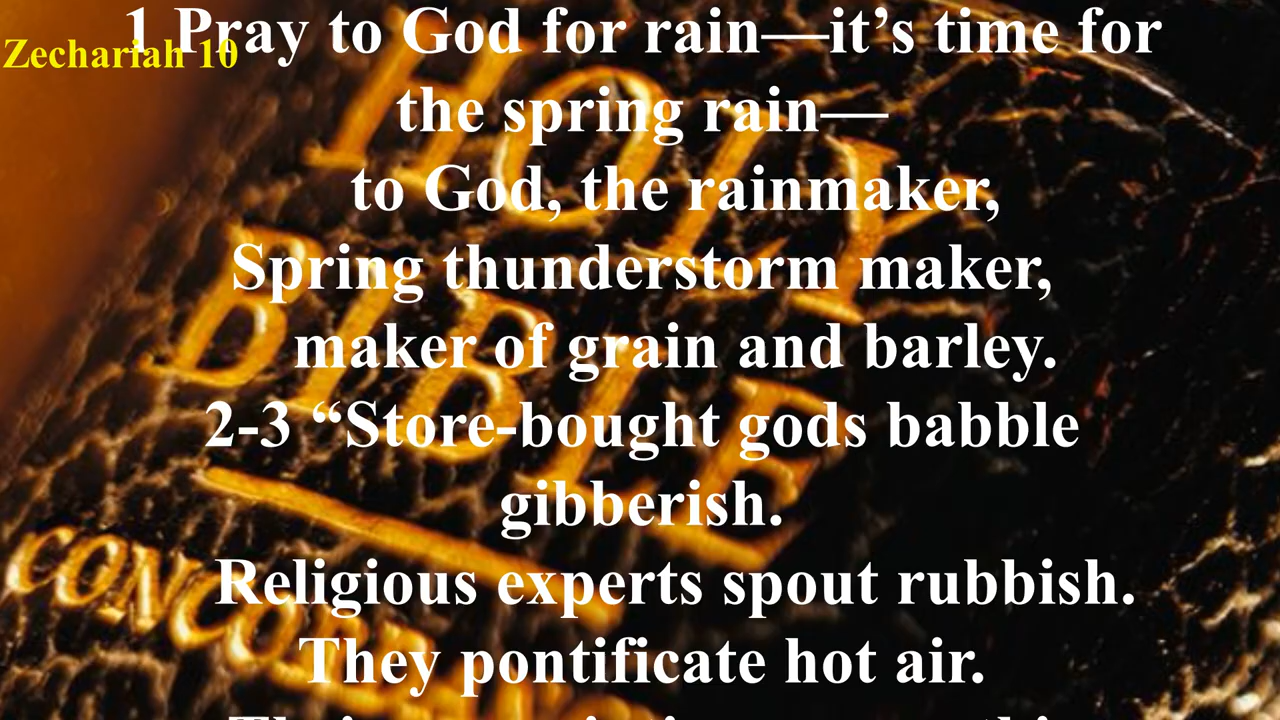 Zechariah 10
1 Pray to God for rain—it’s time for
the spring rain—
to God, the rainmaker,
Spring thunderstorm maker,
maker of grain and barley.
2-3 “Store-bought gods babble
gibberish.
Religious experts spout rubbish.
They pontificate hot air.
HOLY
BIBLE